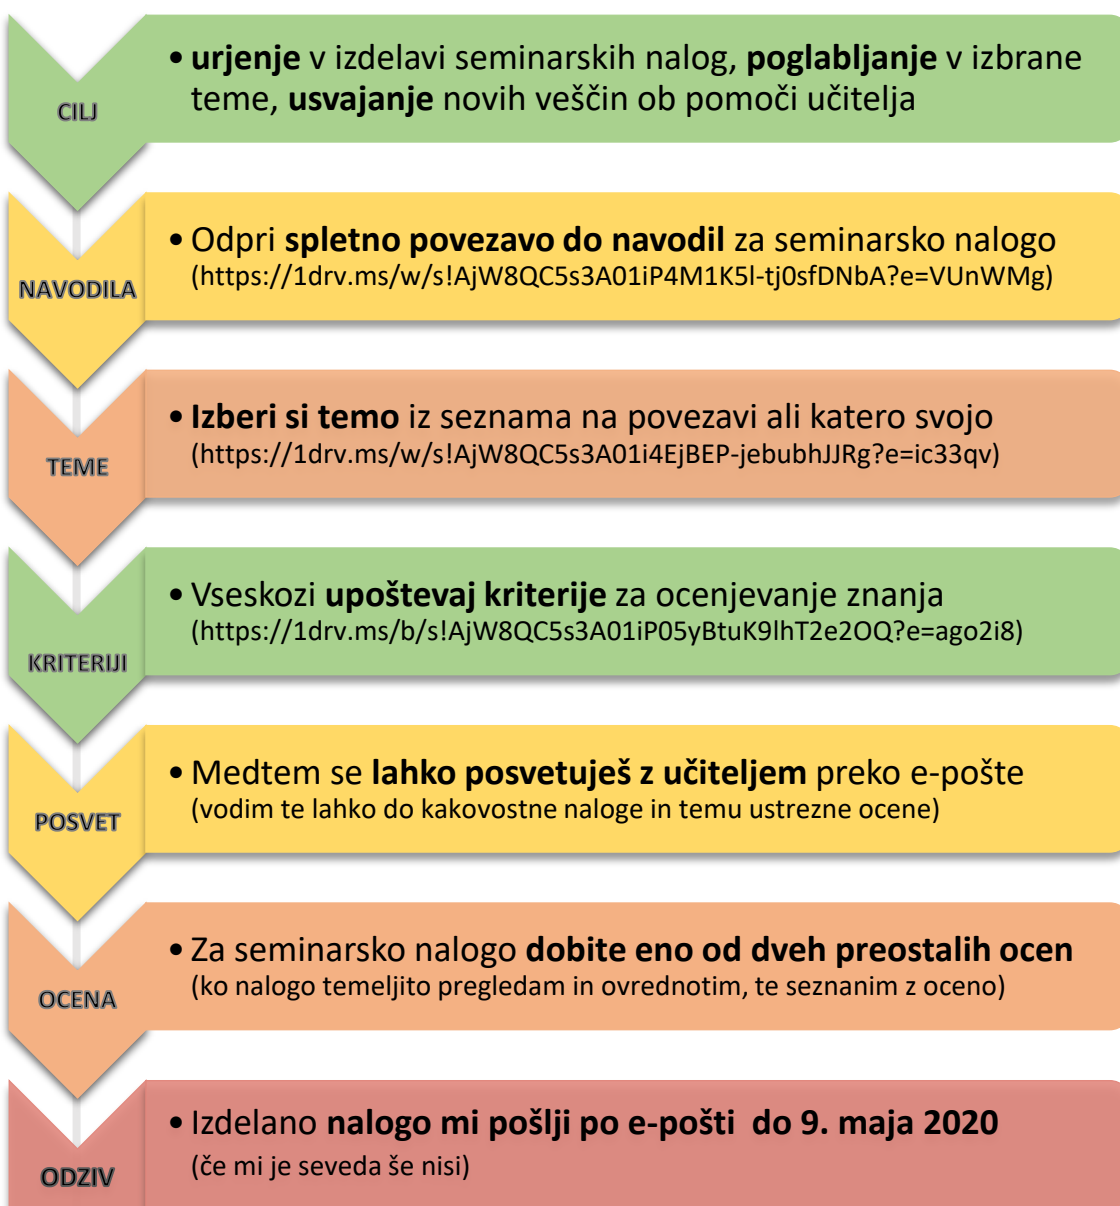 CILJ
• urjenje v izdelavi seminarskih nalog, poglabljanje v izbrane
teme, usvajanje novih veščin ob pomoči učitelja
NAVODILA
• Odpri spletno povezavo do navodil za seminarsko nalogo
(https://1drv.ms/w/s!AjW8QC5s3A01iP4M1K5l-tj0sfDNbA?e=VUnWMg)
TEME
• Izberi si temo iz seznama na povezavi ali katero svojo
(https://1drv.ms/w/s!AjW8QC5s3A01i4EjBEP-jebubhJJRg?e=ic33qv)
KRITERIJI
• Vseskozi upoštevaj kriterije za ocenjevanje znanja
(https://1drv.ms/b/s!AjW8QC5s3A01iP05yBtuK9lhT2e2OQ?e=ago2i8)
POSVET
• Medtem se lahko posvetuješ z učiteljem preko e-pošte
(vodim te lahko do kakovostne naloge in temu ustrezne ocene)
OCENA
• Za seminarsko nalogo dobite eno od dveh preostalih ocen
(ko nalogo temeljito pregledam in ovrednotim, te seznanim z oceno)
ODZIV
• Izdelano nalogo mi pošlji po e-pošti do 9. maja 2020
(če mi je seveda še nisi)